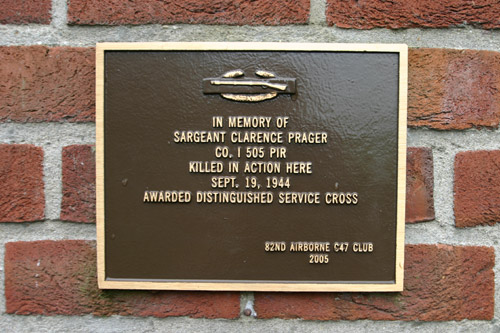 IN MEMORY OF
SARGEANT CLARENCE PRAGER
CO. I 505 PIR
KILLED IN ACTION HERE
SEPT. 19, 1944
AWARDED DISTINGUISHED SERVICE CROSS
82ND AIRBORNE C47 CLUB
2005